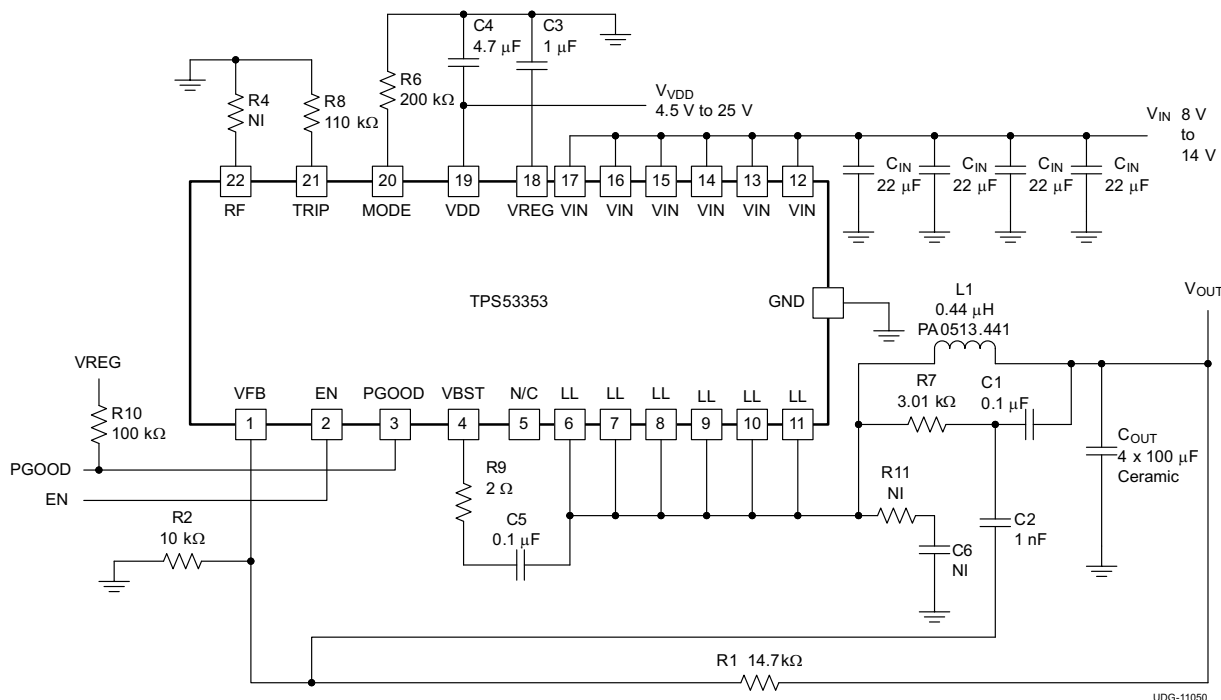 C4
4.7 μF
C3
1 μF
R6
200 kΩ
R4
NI
R8
110 kΩ
VVDD
4.5 V to 25 V
VIN 8 V
to
14 V
CIN
22 μF
CIN
22 μF
CIN
22 μF
CIN
22 μF
22
21
20
19
18
17
16
15
14
13
12
RF
TRIP
MODE
VDD
VREG
VIN
VIN
VIN
VIN
VIN
VIN
TPS53353
GND
L1
0.44 μH
PA0513.441
VOUT
VREG
R10
100 kΩ
VFB
EN
PGOOD
VBST
N/C
LL
LL
LL
LL
LL
LL
1
2
3
4
5
6
7
8
9
10
11
R7
3.01 kΩ
C1
0.1 μF
COUT
4 x 100 μF
Ceramic
PGOOD
EN
R9
2 Ω
R11
NI
C5
0.1 μF
C2
1 nF
C6
NI
R2
10 kΩ
R1 14.7kΩ
UDG-11050